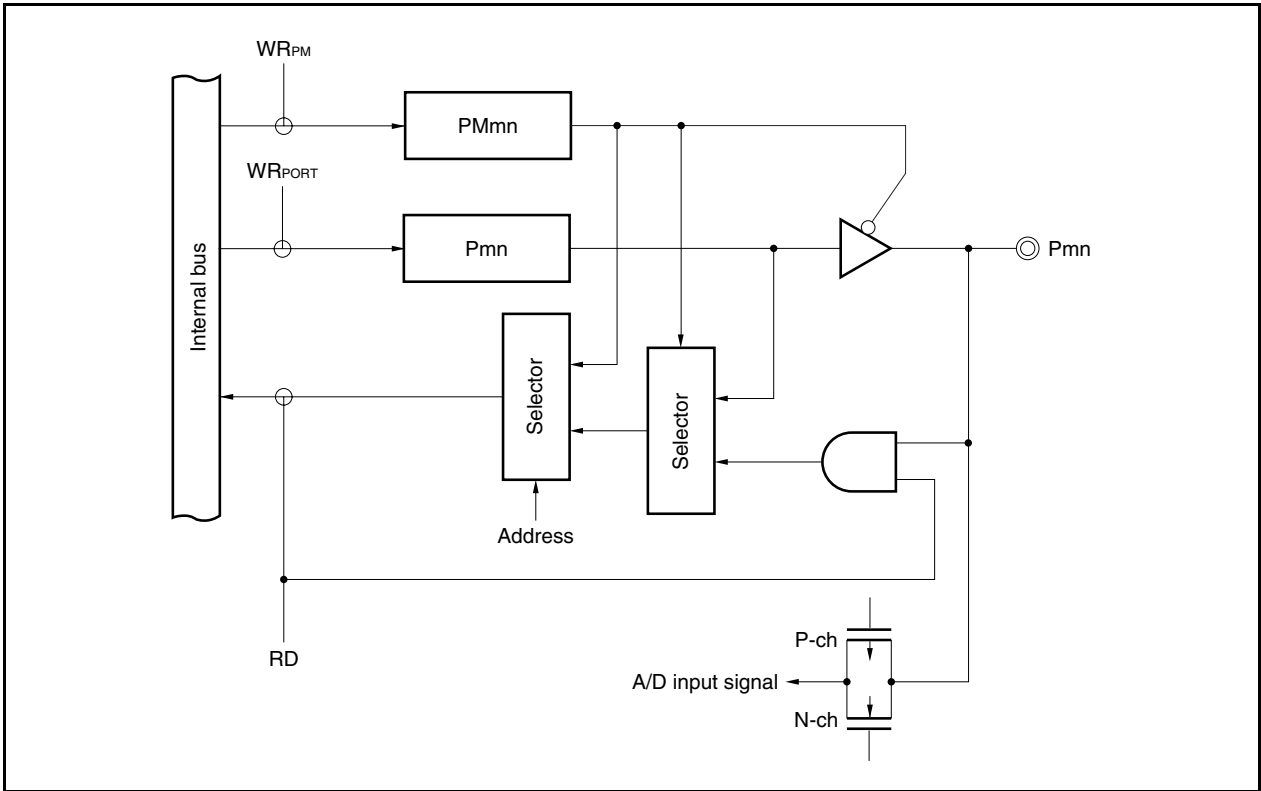 WRPM
PMmn
WRPORT
Pmn
Pmn
Internal bus
Selector
Selector
Address
RD
P-ch
A/D input signal
N-ch